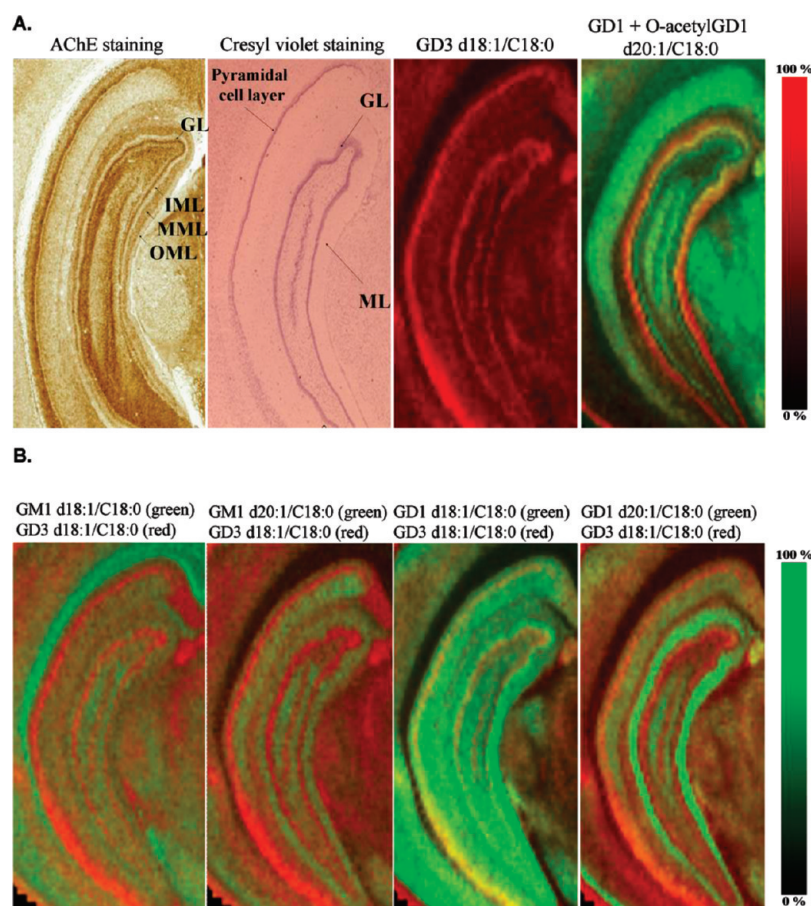 A.
AChE staining
Cresyl violet staining
GD3 d18:1/C18:0
GD1 + O-acetylGD1
d20:1/C18:0
GL
IML
MML
OML
Pyramidal
cell layer
GL
ML
100 %
0 %
B.
GM1 d18:1/C18:0 (green)
GD3 d18:1/C18:0 (red)
GM1 d20:1/C18:0 (green)
GD3 d18:1/C18:0 (red)
GD1 d18:1/C18:0 (green)
GD3 d18:1/C18:0 (red)
GD1 d20:1/C18:0 (green)
GD3 d18:1/C18:0 (red)
100 %
0 %